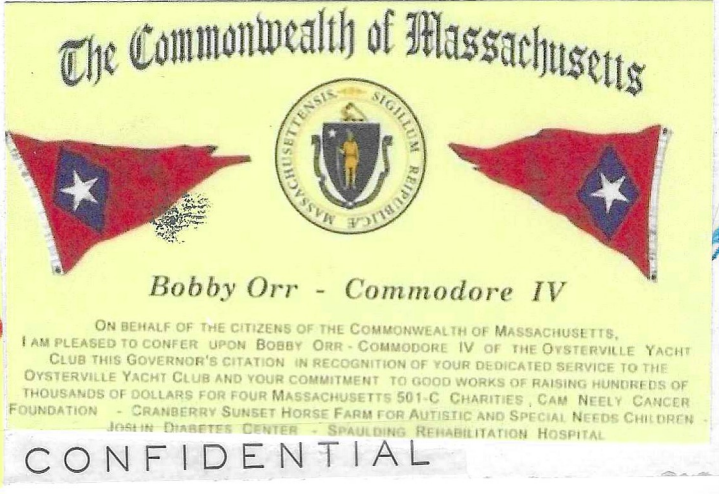 The Commonwealth of Massachusetts
SIGILLUM REIPUBLICÆ MASSACHUSETTENSIS
Bobby Orr - Commodore IV
ON BEHALF OF THE CITIZENS OF THE COMMONWEALTH OF MASSACHUSETTS,
I AM PLEASED TO CONFER UPON BOBBY ORR - COMMODORE IV OF THE OYSTERVILLE YACHT
CLUB THIS GOVERNOR'S CITATION IN RECOGNITION OF YOUR DEDICATED SERVICE TO THE
OYSTERVILLE YACHT CLUB AND YOUR COMMITMENT TO GOOD WORKS OF RAISING HUNDREDS OF
THOUSANDS OF DOLLARS FOR FOUR MASSACHUSETTS 501-C CHARITIES , CAM NEELY CANCER
FOUNDATION - CRANBERRY SUNSET HORSE FARM FOR AUTISTIC AND SPECIAL NEEDS CHILDREN -
JOSLIN DIABETES CENTER - SPAULDING REHABILITATION HOSPITAL
CONFIDENTIAL